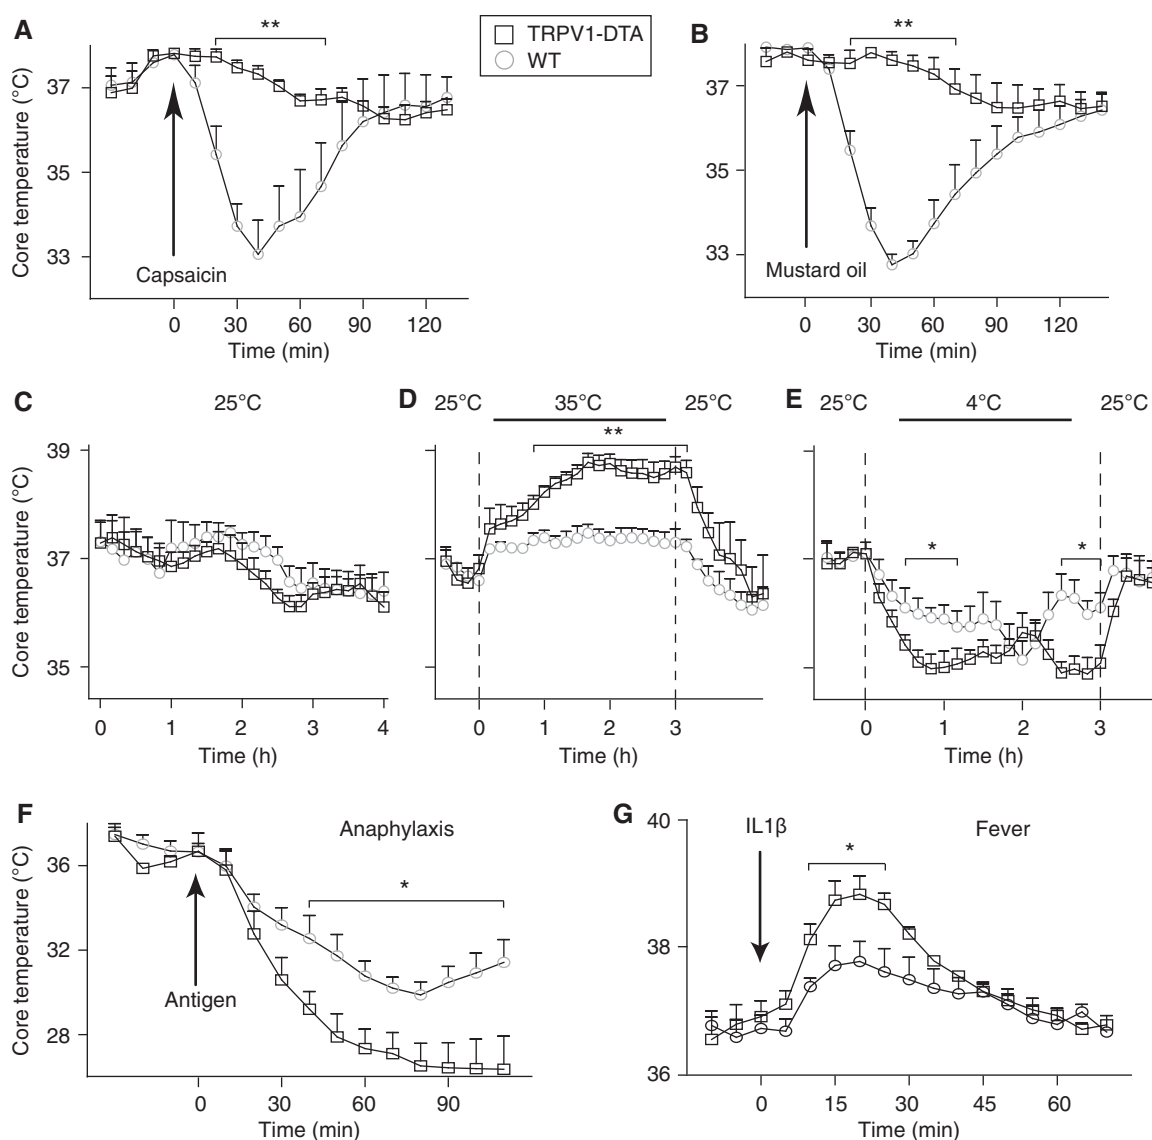 A
**
TRPV1-DTA
WT
B
**
Core temperature (°C)
37
35
33
Capsaicin
0 30 60 90 120
Time (min)
37
35
33
Mustard oil
0 30 60 90 120
Time (min)
C
25°C
D
25°C 35°C 25°C
E
25°C 4°C 25°C
Core temperature (°C)
39
37
35
0 1 2 3 4
Time (h)
**
0 1 2 3
Time (h)
* *
0 1 2 3
Time (h)
F
Anaphylaxis
Core temperature (°C)
36
32
28
*
Antigen
0 30 60 90
Time (min)
G
IL1β
Fever
40
38
36
*
0 15 30 45 60
Time (min)